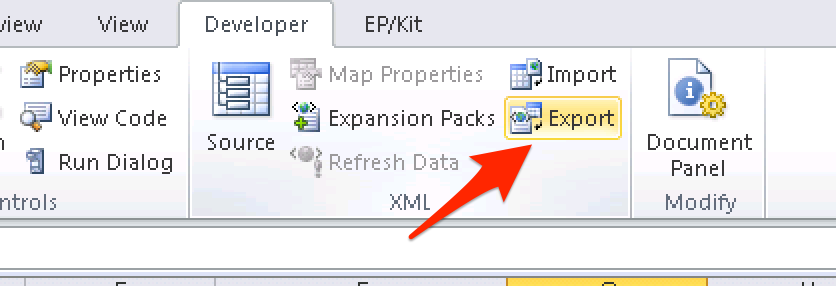 view View Developer EP/Kit
Properties
View Code
Run Dialog
ntrols
Source
Map Properties
Expansion Packs
Refresh Data
Import
Export
XML
Document
Panel
Modify